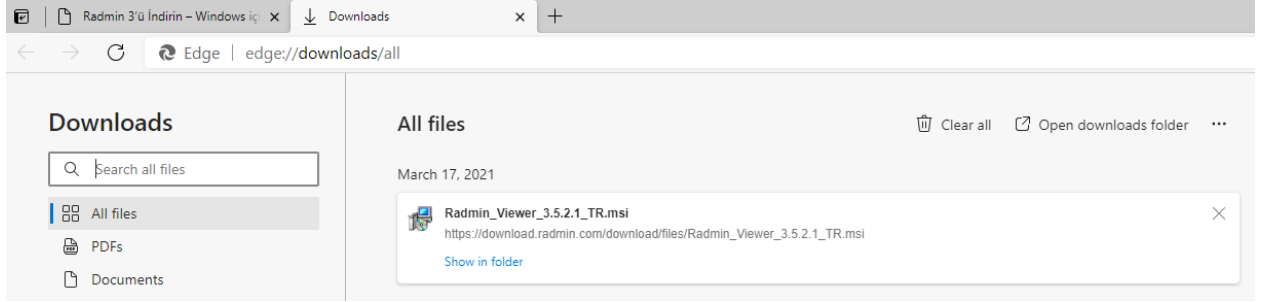 Radmin 3'ü İndirin – Windows içi
Downloads
Edge
edge://downloads/all
Downloads
Search all files
All files
PDFs
Documents
All files
Clear all
Open downloads folder
March 17, 2021
Radmin_Viewer_3.5.2.1_TR.msi
https://download.radmin.com/download/files/Radmin_Viewer_3.5.2.1_TR.msi
Show in folder